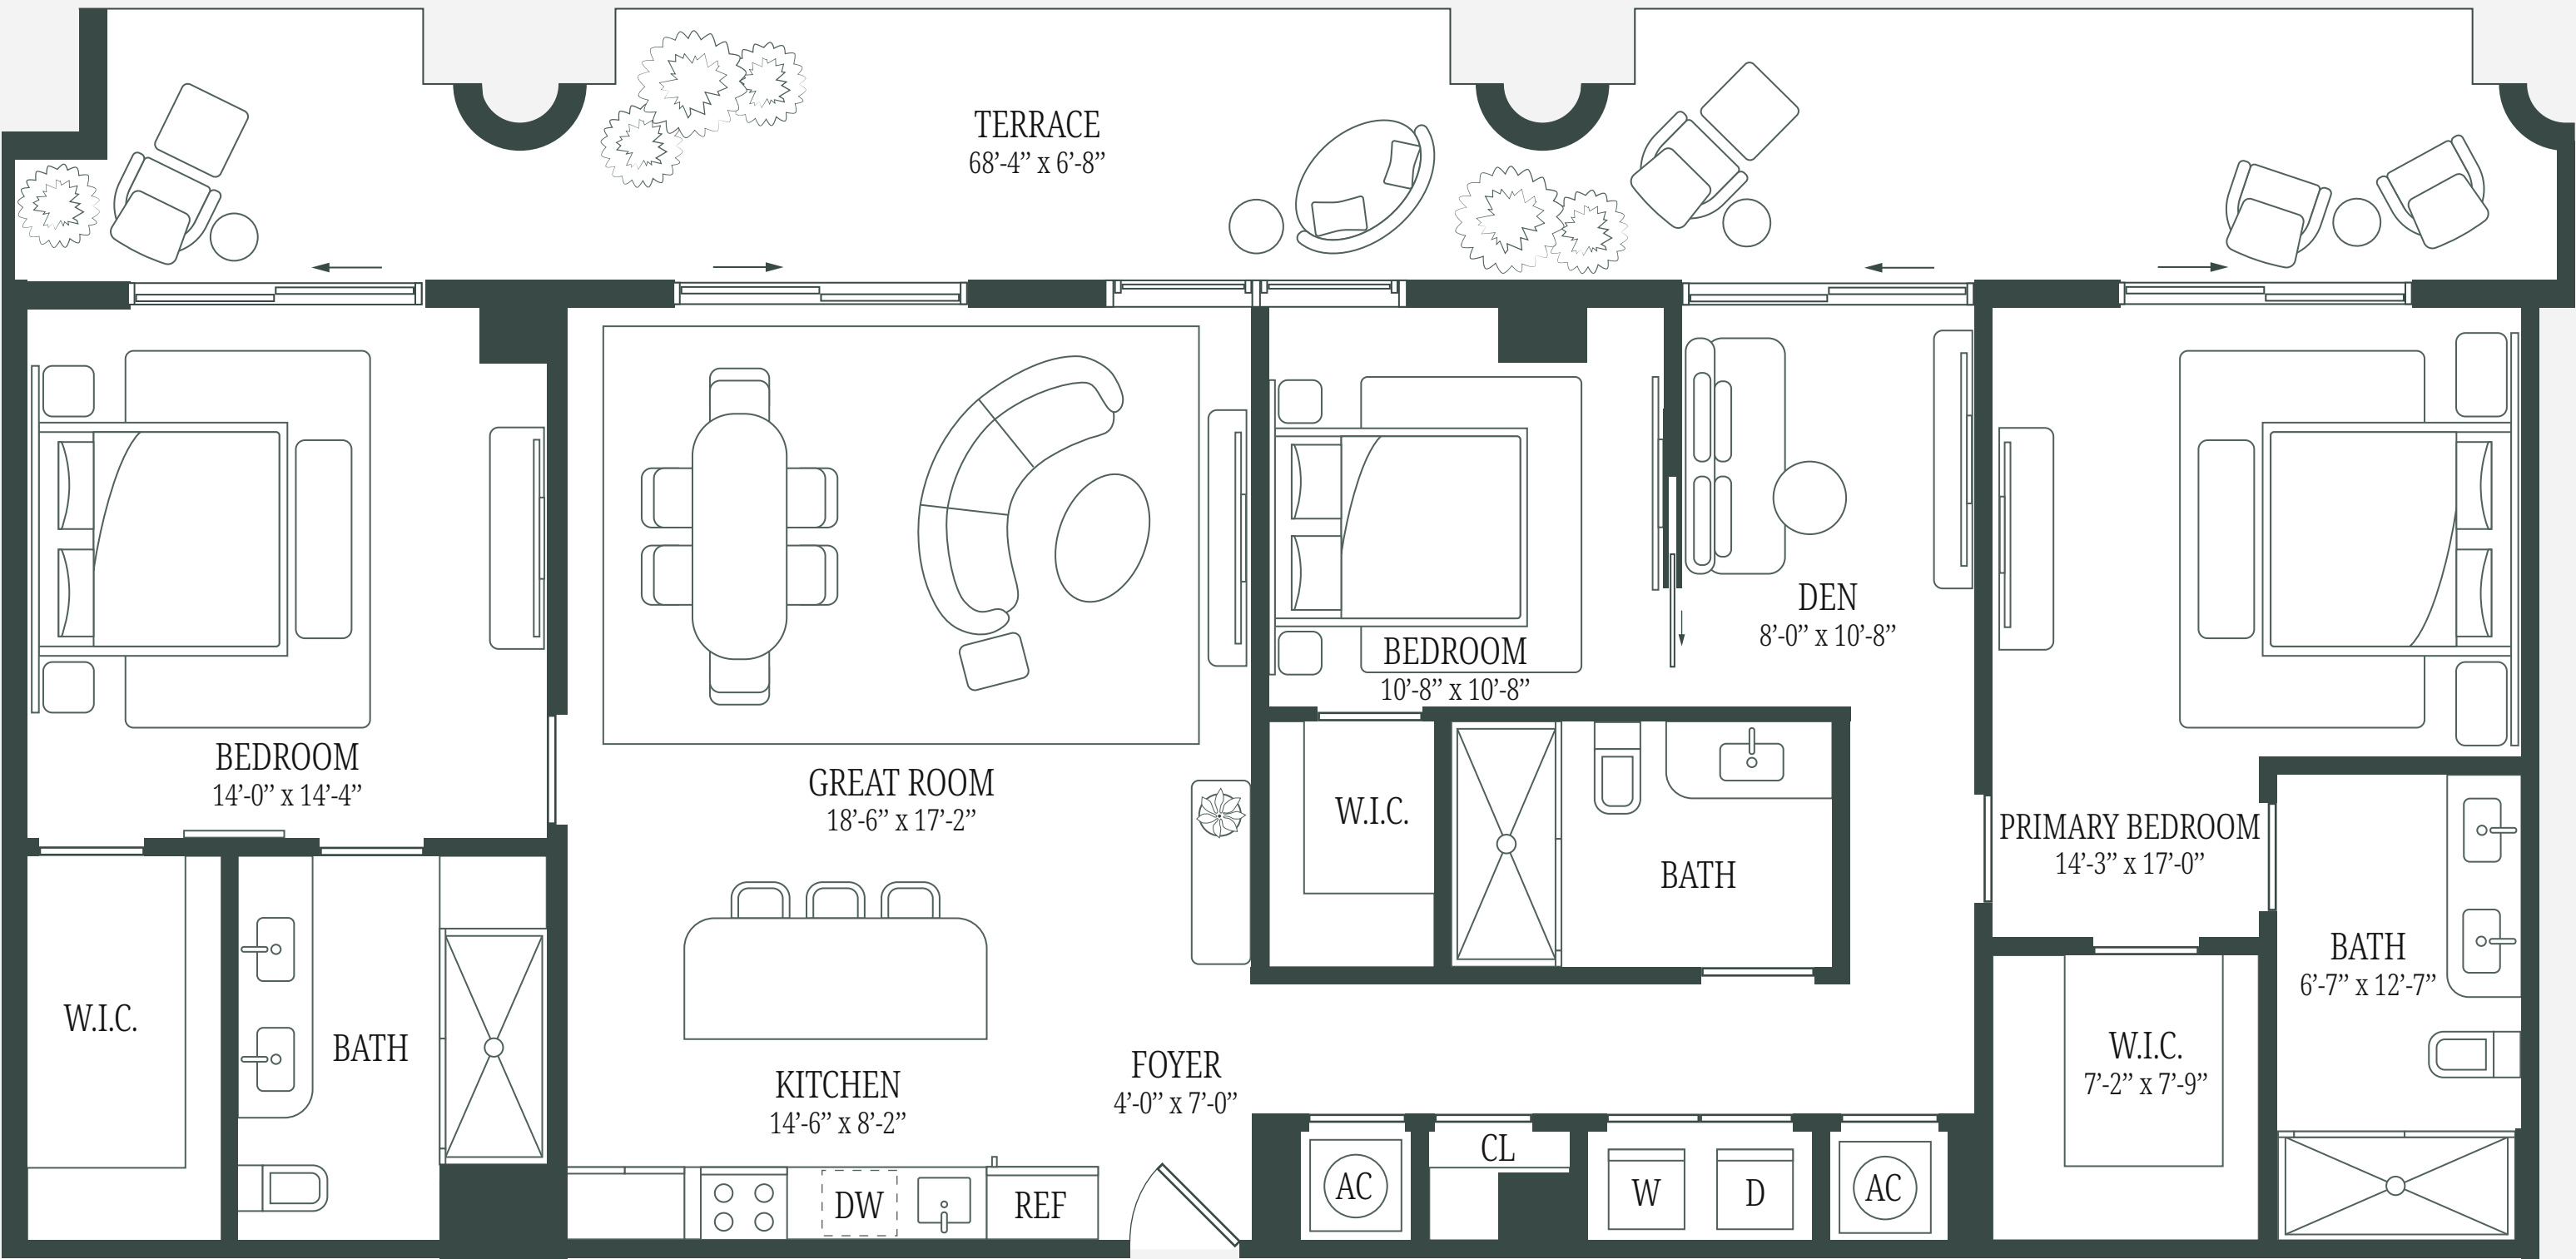 TERRACE
68’-4” x 6’-8”
BEDROOM
14’-0” x 14’-4”
GREAT ROOM
18’-6” x 17’-2”
BEDROOM
10’-8” x 10’-8”
DEN
8’-0” x 10’-8”
PRIMARY BEDROOM
14’-3” x 17’-0”
W.I.C.
BATH
W.I.C.
BATH
KITCHEN
14’-6” x 8’-2”
FOYER
4’-0” x 7’-0”
BATH
6’-7” x 12’-7”
W.I.C.
7’-2” x 7’-9”
DW
REF
AC
CL
W
D
AC